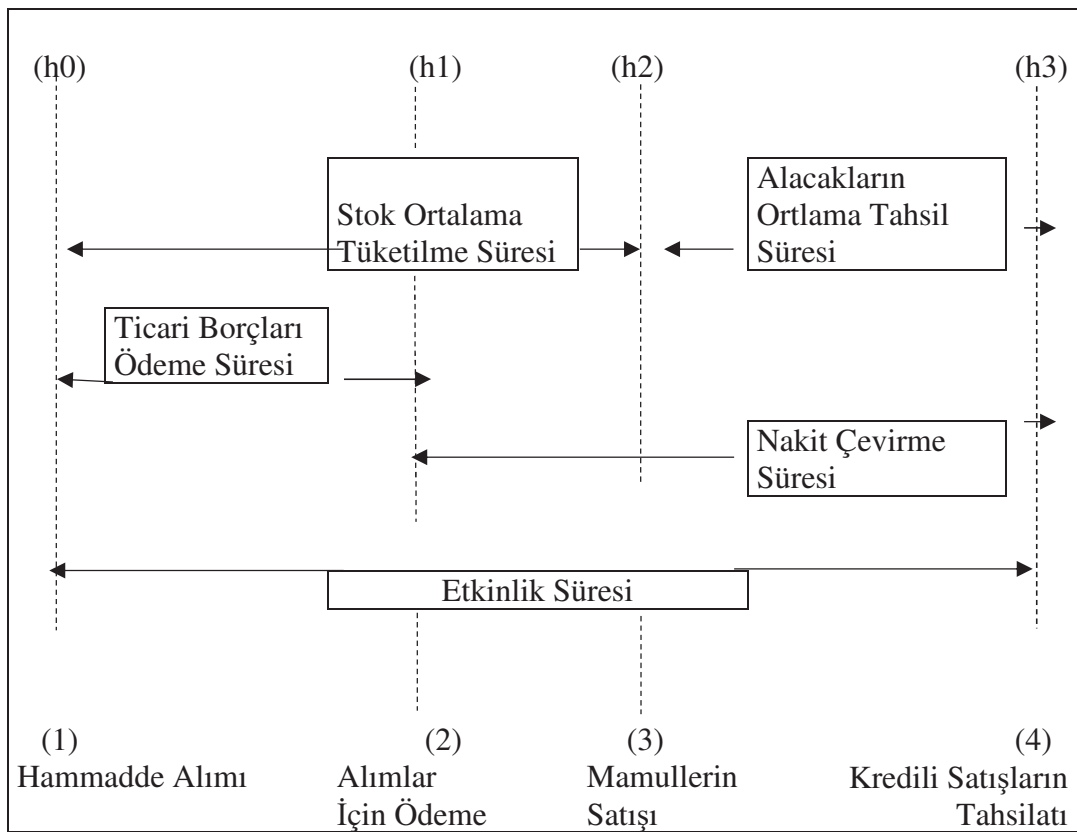 (h0) (h1) (h2) (h3)
Stok Ortalama
Tüketilme Süresi
Alacakların
Ortlama Tahsil
Süresi
Ticari Borçları
Ödeme Süresi
Nakit Çevirme
Süresi
Etkinlik Süresi
(1)
Hammadde Alımı
(2)
Alımlar
İçin Ödeme
(3)
Mamullerin
Satışı
(4)
Kredili Satışların
Tahsilatı